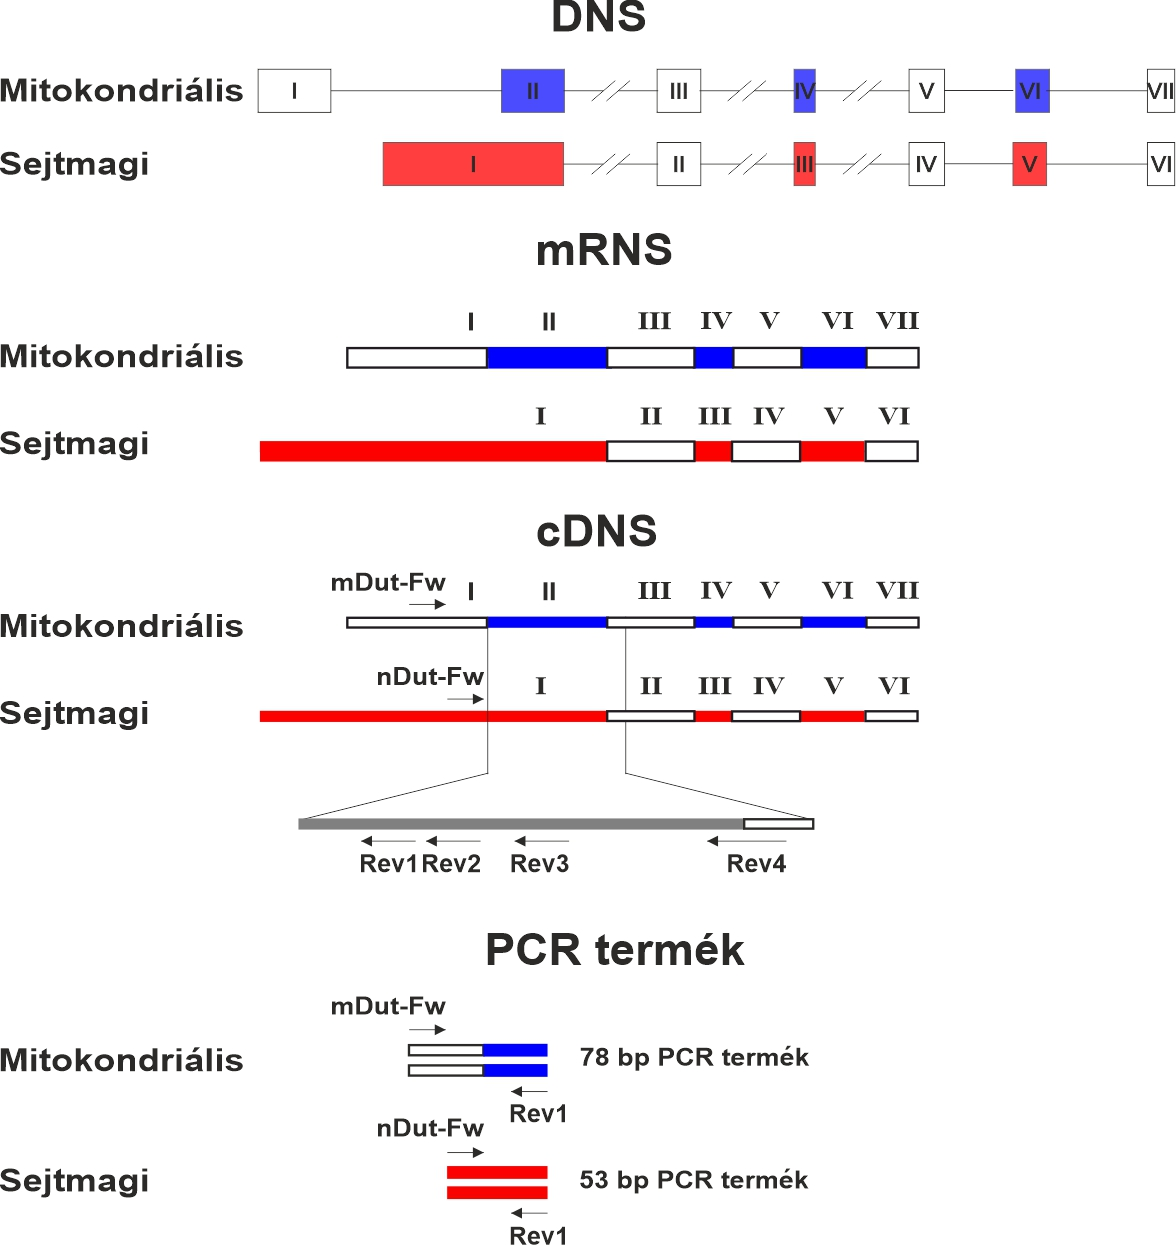 DNS
Mitokondriális I II III IV V VI VII
Sejtmagi I II III IV V VI
mRNS
I II III IV V VI VII
Mitokondriális
I II III IV V VI
Sejtmagi
cDNS
mDut-Fw I II III IV V VI VII
Mitokondriális
nDut-Fw I II III IV V VI
Sejtmagi
Rev1 Rev2 Rev3 Rev4
PCR termék
mDut-Fw
Mitokondriális 78 bp PCR termék
Rev1
nDut-Fw
Sejtmagi 53 bp PCR termék
Rev1